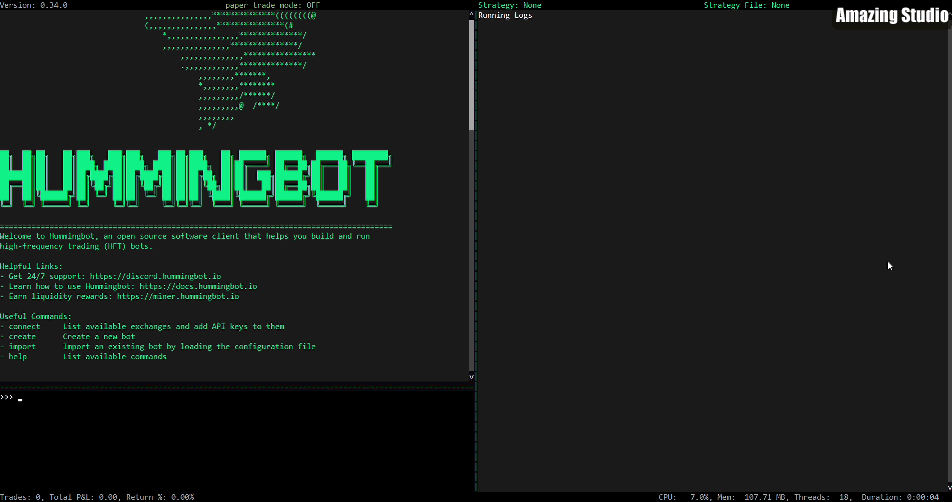 Version: 0.34.0
paper trade mode: OFF
Strategy: None
Strategy File: None
Amazing Studio
Running Logs
HUMMINGBOT
Welcome to Hummingbot, an open source software client that helps you build and run
high-frequency trading (HFT) bots.
Helpful Links:
- Get 24/7 support: https://discord.hummingbot.io
- Learn how to use Hummingbot: https://docs.hummingbot.io
- Earn liquidity rewards: https://miner.hummingbot.io
Useful Commands:
- connect List available exchanges and add API keys to them
- create Create a new bot
- import Import an existing bot by loading the configuration file
- help List available commands
>>> _
Trades: 0, Total P&L: 0.00, Return %: 0.00%
CPU: 7.0%, Mem: 107.71 MB, Threads: 18, Duration: 0:00:04